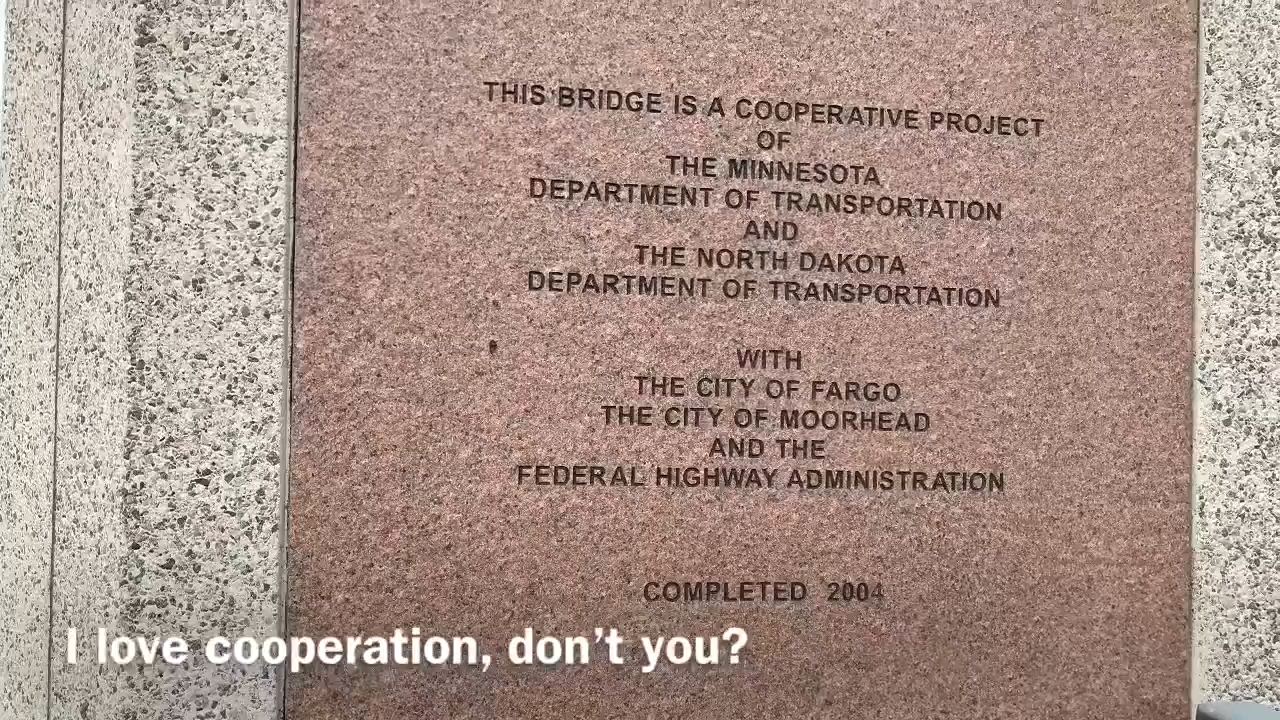 THIS BRIDGE IS A COOPERATIVE PROJECT
OF
THE MINNESOTA
DEPARTMENT OF TRANSPORTATION
AND
THE NORTH DAKOTA
DEPARTMENT OF TRANSPORTATION
WITH
THE CITY OF FARGO
THE CITY OF MOORHEAD
AND THE
FEDERAL HIGHWAY ADMINISTRATION
COMPLETED 2004
I love cooperation, don't you?